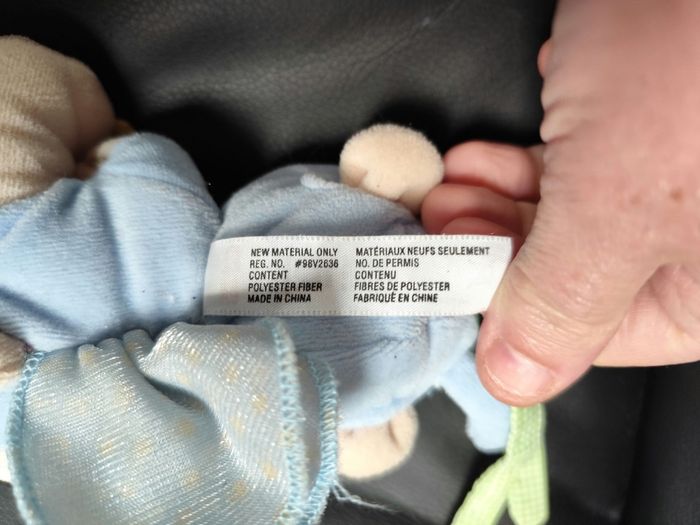 NEW MATERIAL ONLY
REG. NO. #98V2636
CONTENT
POLYESTER FIBER
MADE IN CHINA
MATÉRIAUX NEUFS SEULEMENT
NO. DE PERMIS
CONTENU
FIBRES DE POLYESTER
FABRIQUÉ EN CHINE